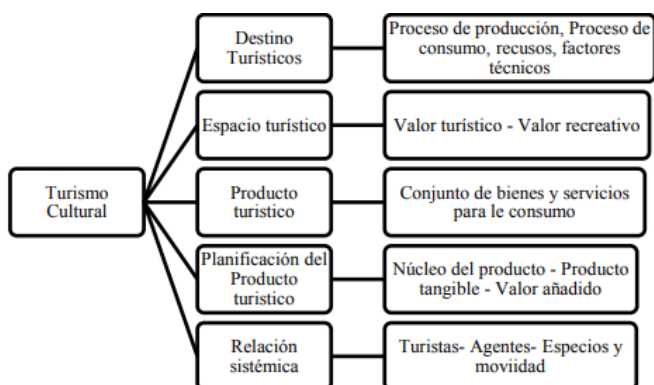 Destino
Turísticos
Proceso de producción, Proceso de
consumo, recusos, factores
técnicos
Espacio turístico
Valor turístico - Valor recreativo
Turismo
Cultural
Producto
turistico
Conjunto de bienes y servicios
para le consumo
Planificación del
Producto
turistico
Núcleo del producto - Producto
tangible - Valor añadido
Relación
sistémica
Turistas- Agentes- Especios y
moviidad